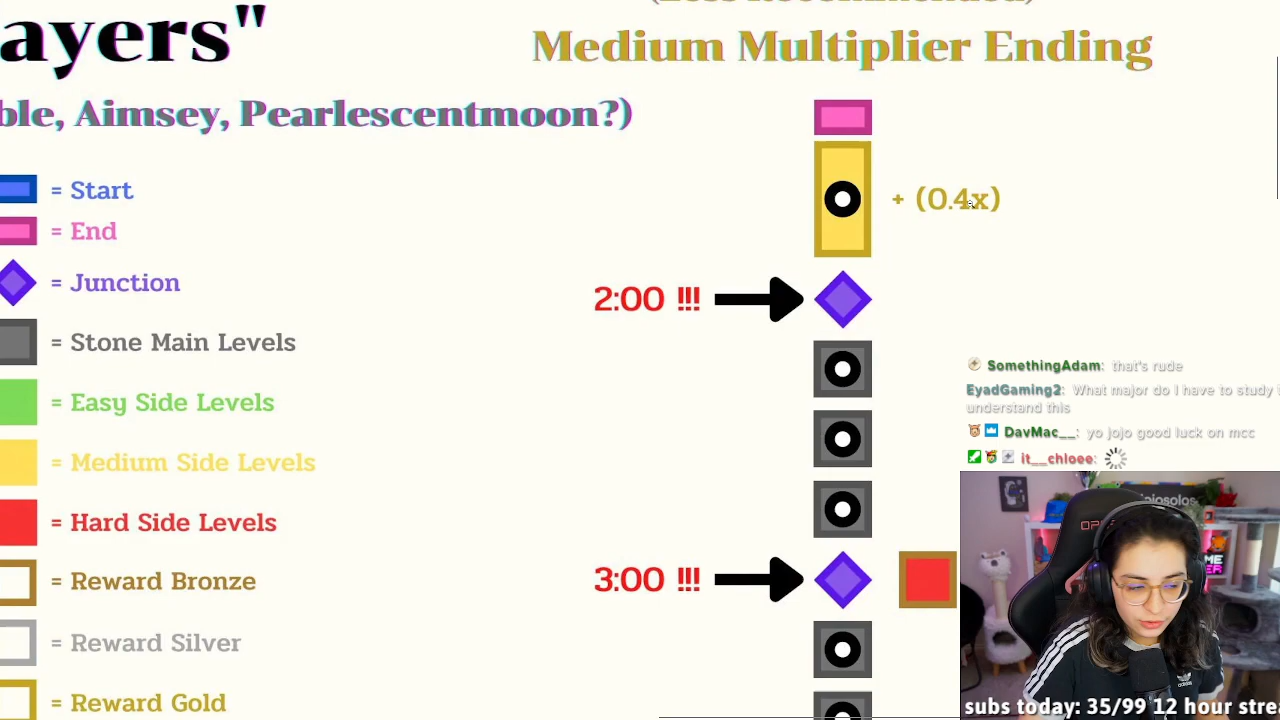 ayers"
ble, Aimsey, Pearlescentmoon?)
Medium Multiplier Ending
= Start
= End
= Junction
= Stone Main Levels
= Easy Side Levels
= Medium Side Levels
= Hard Side Levels
= Reward Bronze
= Reward Silver
= Reward Gold
+ (0.4x)
2:00 !!!
3:00 !!!
SomethingAdam: that's rude
EyadGaming2: What major do I have to study
understand this
DavMac__: yo jojo good luck on mcc
it__chloee:
jojosolos
subs today: 35/99 12 hour stre